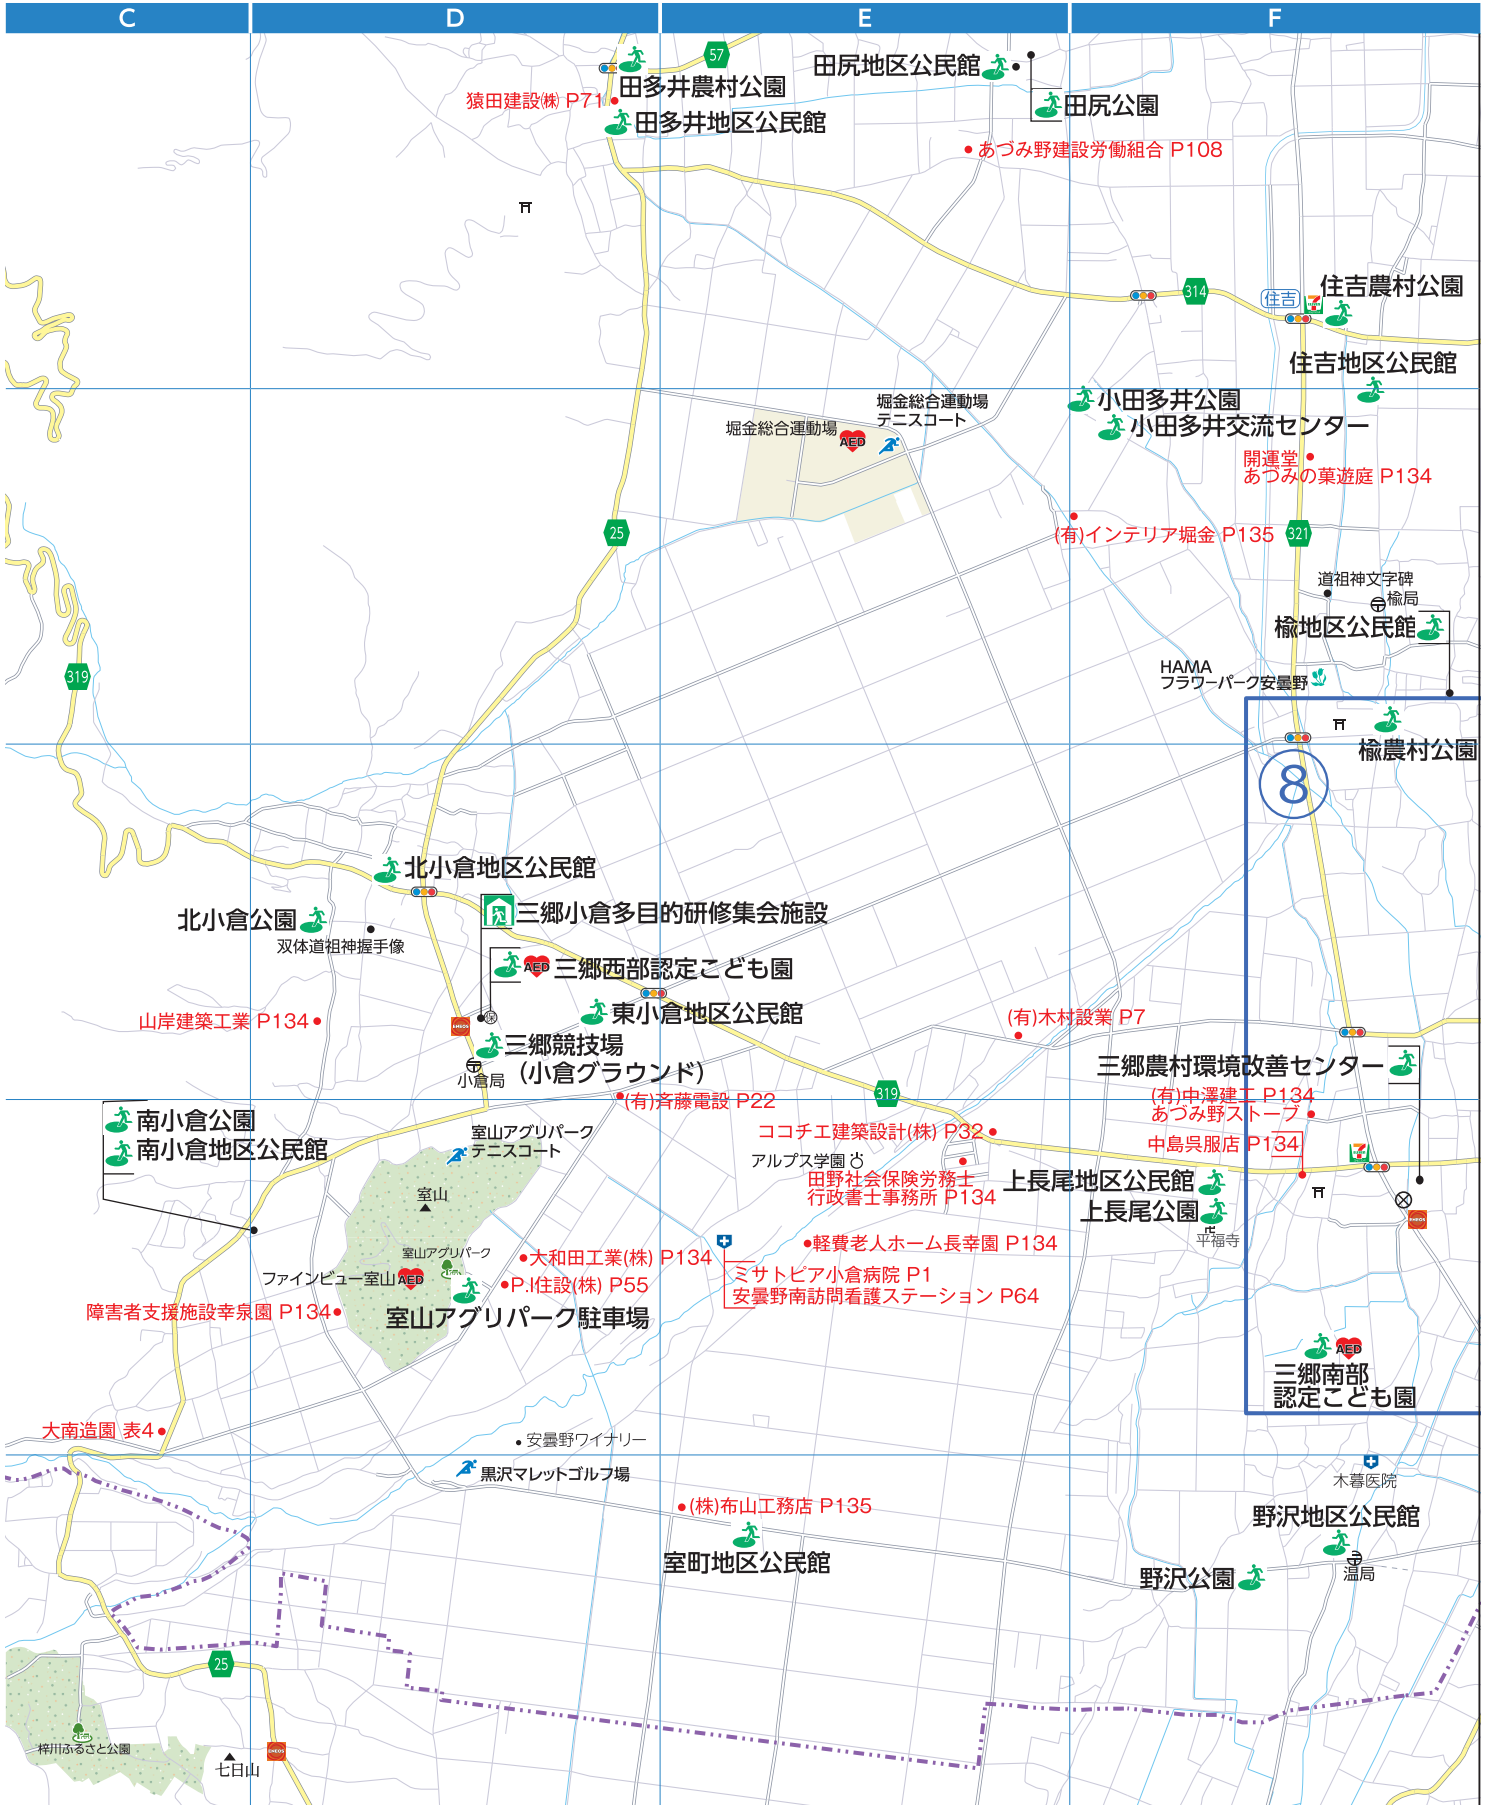 C
D
E
F
57
田尻地区公民館
田多井農村公園
猿田建設㈱ P71
田尻公園
田多井地区公民館
あづみ野建設労働組合 P108
314
住吉
住吉農村公園
住吉地区公民館
堀金総合運動場
テニスコート
堀金総合運動場
AED
小田多井公園
小田多井交流センター
開運堂
あづみの菓遊庭 P134
25
(有)インテリア堀金 P135
321
道祖神文字碑
楡局
楡地区公民館
319
HAMA
フラワーパーク安曇野
楡農村公園
8
北小倉地区公民館
北小倉公園
双体道祖神握手像
三郷小倉多目的研修集会施設
AED
三郷西部認定こども園
東小倉地区公民館
山岸建築工業 P134
ENEOS
保
三郷競技場
(小倉グラウンド)
小倉局
(有)木村設業 P7
三郷農村環境改善センター
319
(有)斉藤電設 P22
(有)中澤建工 P134
あづみ野ストーブ
南小倉公園
南小倉地区公民館
室山アグリパーク
テニスコート
ココチエ建築設計(株) P32
アルプス学園
中島呉服店 P134
田野社会保険労務士
行政書士事務所 P134
上長尾地区公民館
上長尾公園
平福寺
ENEOS
室山
室山アグリパーク
ファインビュー室山
AED
大和田工業(株) P134
P.I住設(株) P55
軽費老人ホーム長幸園 P134
ミサトピア小倉病院 P1
安曇野南訪問看護ステーション P64
障害者支援施設幸泉園 P134
室山アグリパーク駐車場
AED
三郷南部
認定こども園
大南造園 表4
安曇野ワイナリー
黒沢マレットゴルフ場
木暮医院
(株)布山工務店 P135
室町地区公民館
野沢地区公民館
野沢公園
温局
25
梓川ふるさと公園
七日山
ENEOS